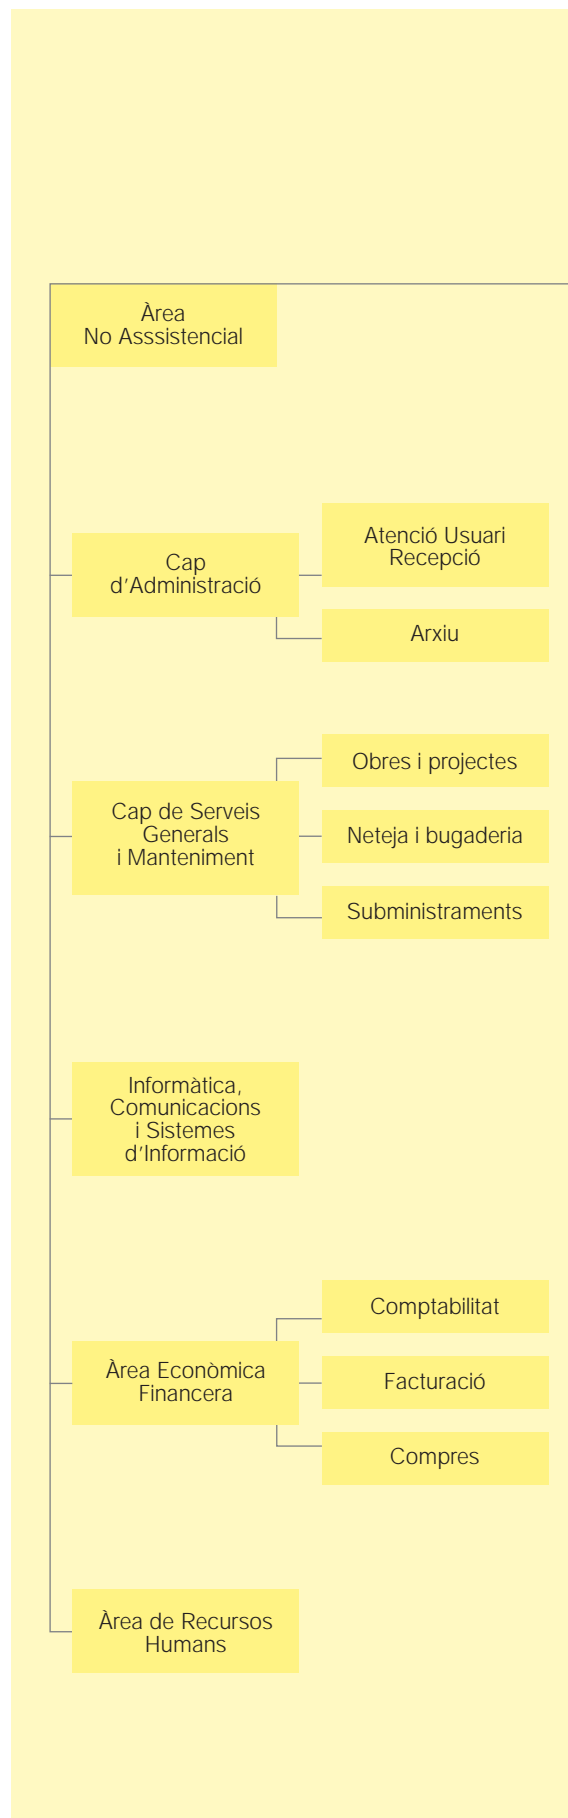 Àrea
No Asssistencial
Cap
d'Administració
Atenció Usuari
Recepció
Arxiu
Cap de Serveis
Generals
i Manteniment
Obres i projectes
Neteja i bugaderia
Subministraments
Informàtica,
Comunicacions
i Sistemes
d'Informació
Àrea Econòmica
Financera
Comptabilitat
Facturació
Compres
Àrea de Recursos
Humans